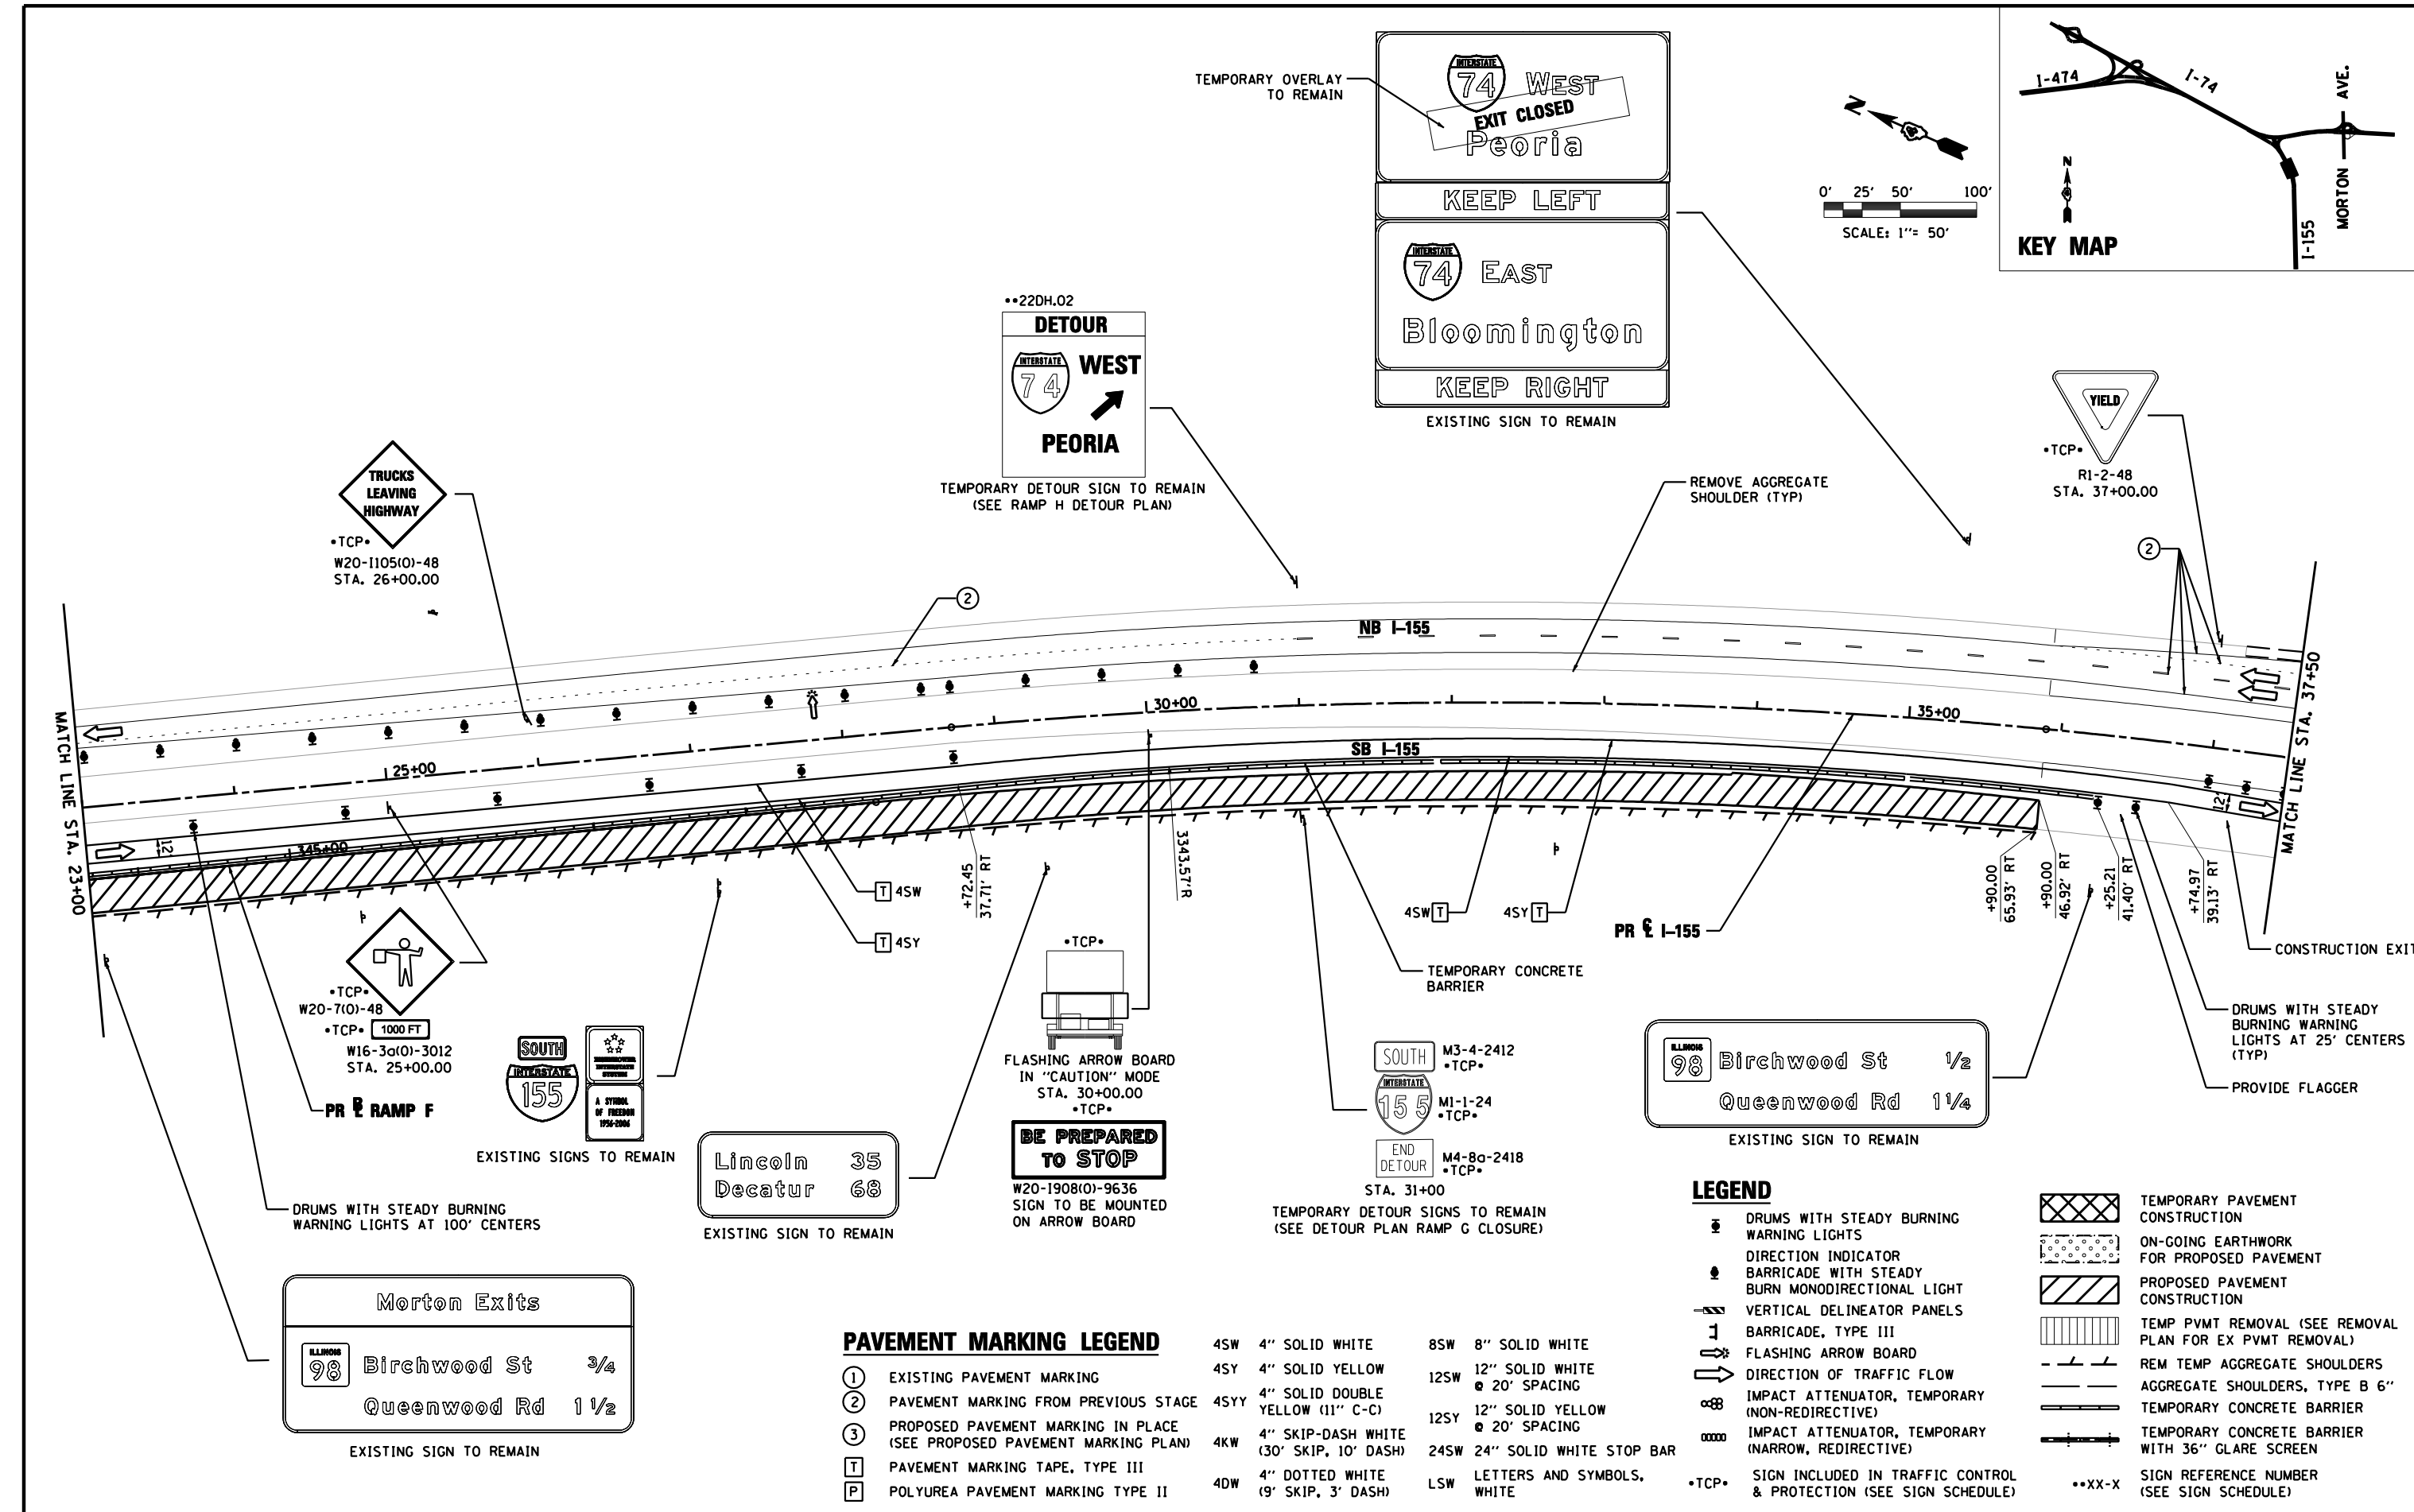 TEMPORARY OVERLAY
TO REMAIN
INTERSTATE
74 WEST
EXIT CLOSED
Peoria
KEEP LEFT
INTERSTATE
74 EAST
Bloomington
KEEP RIGHT
EXISTING SIGN TO REMAIN
N
0' 25' 50' 100'
SCALE: 1''= 50'
I-474
I-74
MORTON AVE.
N
I-155
KEY MAP
••22DH.02
DETOUR
INTERSTATE
74 WEST
PEORIA
TEMPORARY DETOUR SIGN TO REMAIN
(SEE RAMP H DETOUR PLAN)
YIELD
•TCP•
R1-2-48
STA. 37+00.00
TRUCKS
LEAVING
HIGHWAY
•TCP•
W20-I105(O)-48
STA. 26+00.00
REMOVE AGGREGATE
SHOULDER (TYP)
2
2
NB I-155
30+00
35+00
25+00
SB I-155
345+00
MATCH LINE STA. 23+00
MATCH LINE STA. 37+50
12'
12'
T 4SW
T 4SY
+72.45
37.71' RT
3343.57'R
4SW T
4SY T
PR ℄ I-155
+90.00
65.93' RT
+90.00
46.92' RT
+25.21
41.40' RT
+74.97
39.13' RT
CONSTRUCTION EXIT
TEMPORARY CONCRETE
BARRIER
DRUMS WITH STEADY
BURNING WARNING
LIGHTS AT 25' CENTERS
(TYP)
PROVIDE FLAGGER
•TCP•
W20-7(O)-48
•TCP• 1000 FT
W16-3a(O)-3012
STA. 25+00.00
PR BL RAMP F
SOUTH
INTERSTATE
155
EISENHOWER
INTERSTATE
SYSTEM
A SYMBOL
OF FREEDOM
1956-2006
EXISTING SIGNS TO REMAIN
DRUMS WITH STEADY BURNING
WARNING LIGHTS AT 100' CENTERS
Lincoln 35
Decatur 68
EXISTING SIGN TO REMAIN
•TCP•
FLASHING ARROW BOARD
IN "CAUTION" MODE
STA. 30+00.00
•TCP•
BE PREPARED
TO STOP
W20-I908(O)-9636
SIGN TO BE MOUNTED
ON ARROW BOARD
SOUTH M3-4-2412
•TCP•
INTERSTATE
155 M1-1-24
•TCP•
END
DETOUR M4-8a-2418
•TCP•
STA. 31+00
TEMPORARY DETOUR SIGNS TO REMAIN
(SEE DETOUR PLAN RAMP G CLOSURE)
ILLINOIS
98 Birchwood St 1/2
Queenwood Rd 1 1/4
EXISTING SIGN TO REMAIN
Morton Exits
ILLINOIS
98 Birchwood St 3/4
Queenwood Rd 1 1/2
EXISTING SIGN TO REMAIN
PAVEMENT MARKING LEGEND
1 EXISTING PAVEMENT MARKING
2 PAVEMENT MARKING FROM PREVIOUS STAGE
3 PROPOSED PAVEMENT MARKING IN PLACE
(SEE PROPOSED PAVEMENT MARKING PLAN)
T PAVEMENT MARKING TAPE, TYPE III
P POLYUREA PAVEMENT MARKING TYPE II
4SW 4'' SOLID WHITE
4SY 4'' SOLID YELLOW
4SYY 4'' SOLID DOUBLE
YELLOW (11'' C-C)
4KW 4'' SKIP-DASH WHITE
(30' SKIP, 10' DASH)
4DW 4'' DOTTED WHITE
(9' SKIP, 3' DASH)
8SW 8'' SOLID WHITE
12SW 12'' SOLID WHITE
@ 20' SPACING
12SY 12'' SOLID YELLOW
@ 20' SPACING
24SW 24'' SOLID WHITE STOP BAR
LSW LETTERS AND SYMBOLS,
WHITE
LEGEND
DRUMS WITH STEADY BURNING
WARNING LIGHTS
DIRECTION INDICATOR
BARRICADE WITH STEADY
BURN MONODIRECTIONAL LIGHT
VERTICAL DELINEATOR PANELS
BARRICADE, TYPE III
FLASHING ARROW BOARD
DIRECTION OF TRAFFIC FLOW
IMPACT ATTENUATOR, TEMPORARY
(NON-REDIRECTIVE)
IMPACT ATTENUATOR, TEMPORARY
(NARROW, REDIRECTIVE)
•TCP• SIGN INCLUDED IN TRAFFIC CONTROL
& PROTECTION (SEE SIGN SCHEDULE)
TEMPORARY PAVEMENT
CONSTRUCTION
ON-GOING EARTHWORK
FOR PROPOSED PAVEMENT
PROPOSED PAVEMENT
CONSTRUCTION
TEMP PVMT REMOVAL (SEE REMOVAL
PLAN FOR EX PVMT REMOVAL)
REM TEMP AGGREGATE SHOULDERS
AGGREGATE SHOULDERS, TYPE B 6''
TEMPORARY CONCRETE BARRIER
TEMPORARY CONCRETE BARRIER
WITH 36'' GLARE SCREEN
••XX-X SIGN REFERENCE NUMBER
(SEE SIGN SCHEDULE)